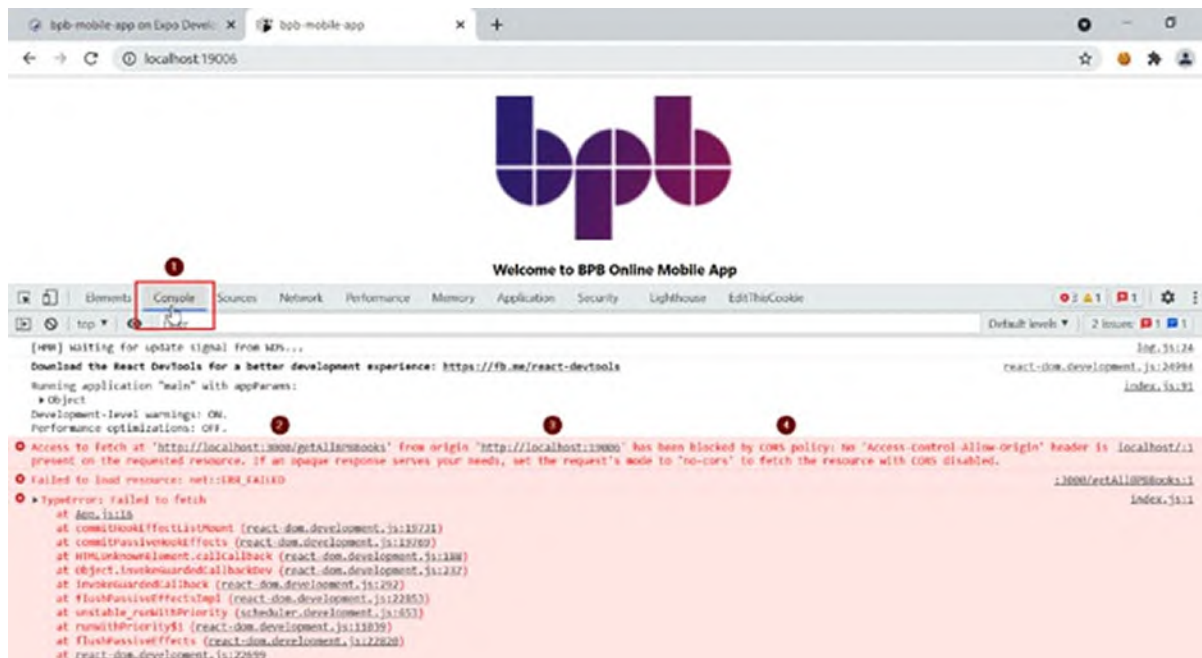 bpb-mobile-app on Expo Develo
bpb-mobile-app
localhost:19006
bpb
Welcome to BPB Online Mobile App
1
Elements Console Sources Network Performance Memory Application Security Lighthouse EditThisCookie 3 1 1
top Default levels ▼ 2 Issues: 1 1
[HMR] Waiting for update signal from WDS... log.js:24
Download the React DevTools for a better development experience: https://fb.me/react-devtools react-dom.development.js:24994
Running application "main" with appParams: index.js:91
▶ Object
Development-level warnings: ON.
Performance optimizations: OFF.
2 3 4
Access to fetch at 'http://localhost:3000/getAllBPBBooks' from origin 'http://localhost:19006' has been blocked by CORS policy: No 'Access-Control-Allow-Origin' header is localhost/:1
present on the requested resource. If an opaque response serves your needs, set the request's mode to 'no-cors' to fetch the resource with CORS disabled.
Failed to load resource: net::ERR_FAILED :3000/getAllBPBBooks:1
▶ TypeError: Failed to fetch index.js:1
at App.js:16
at commitHookEffectListMount (react-dom.development.js:19731)
at commitPassiveHookEffects (react-dom.development.js:19769)
at HTMLUnknownElement.callCallback (react-dom.development.js:188)
at Object.invokeGuardedCallbackDev (react-dom.development.js:237)
at invokeGuardedCallback (react-dom.development.js:292)
at flushPassiveEffectsImpl (react-dom.development.js:22853)
at unstable_runWithPriority (scheduler.development.js:653)
at runWithPriority$1 (react-dom.development.js:11039)
at flushPassiveEffects (react-dom.development.js:22820)
at react-dom.development.js:22699